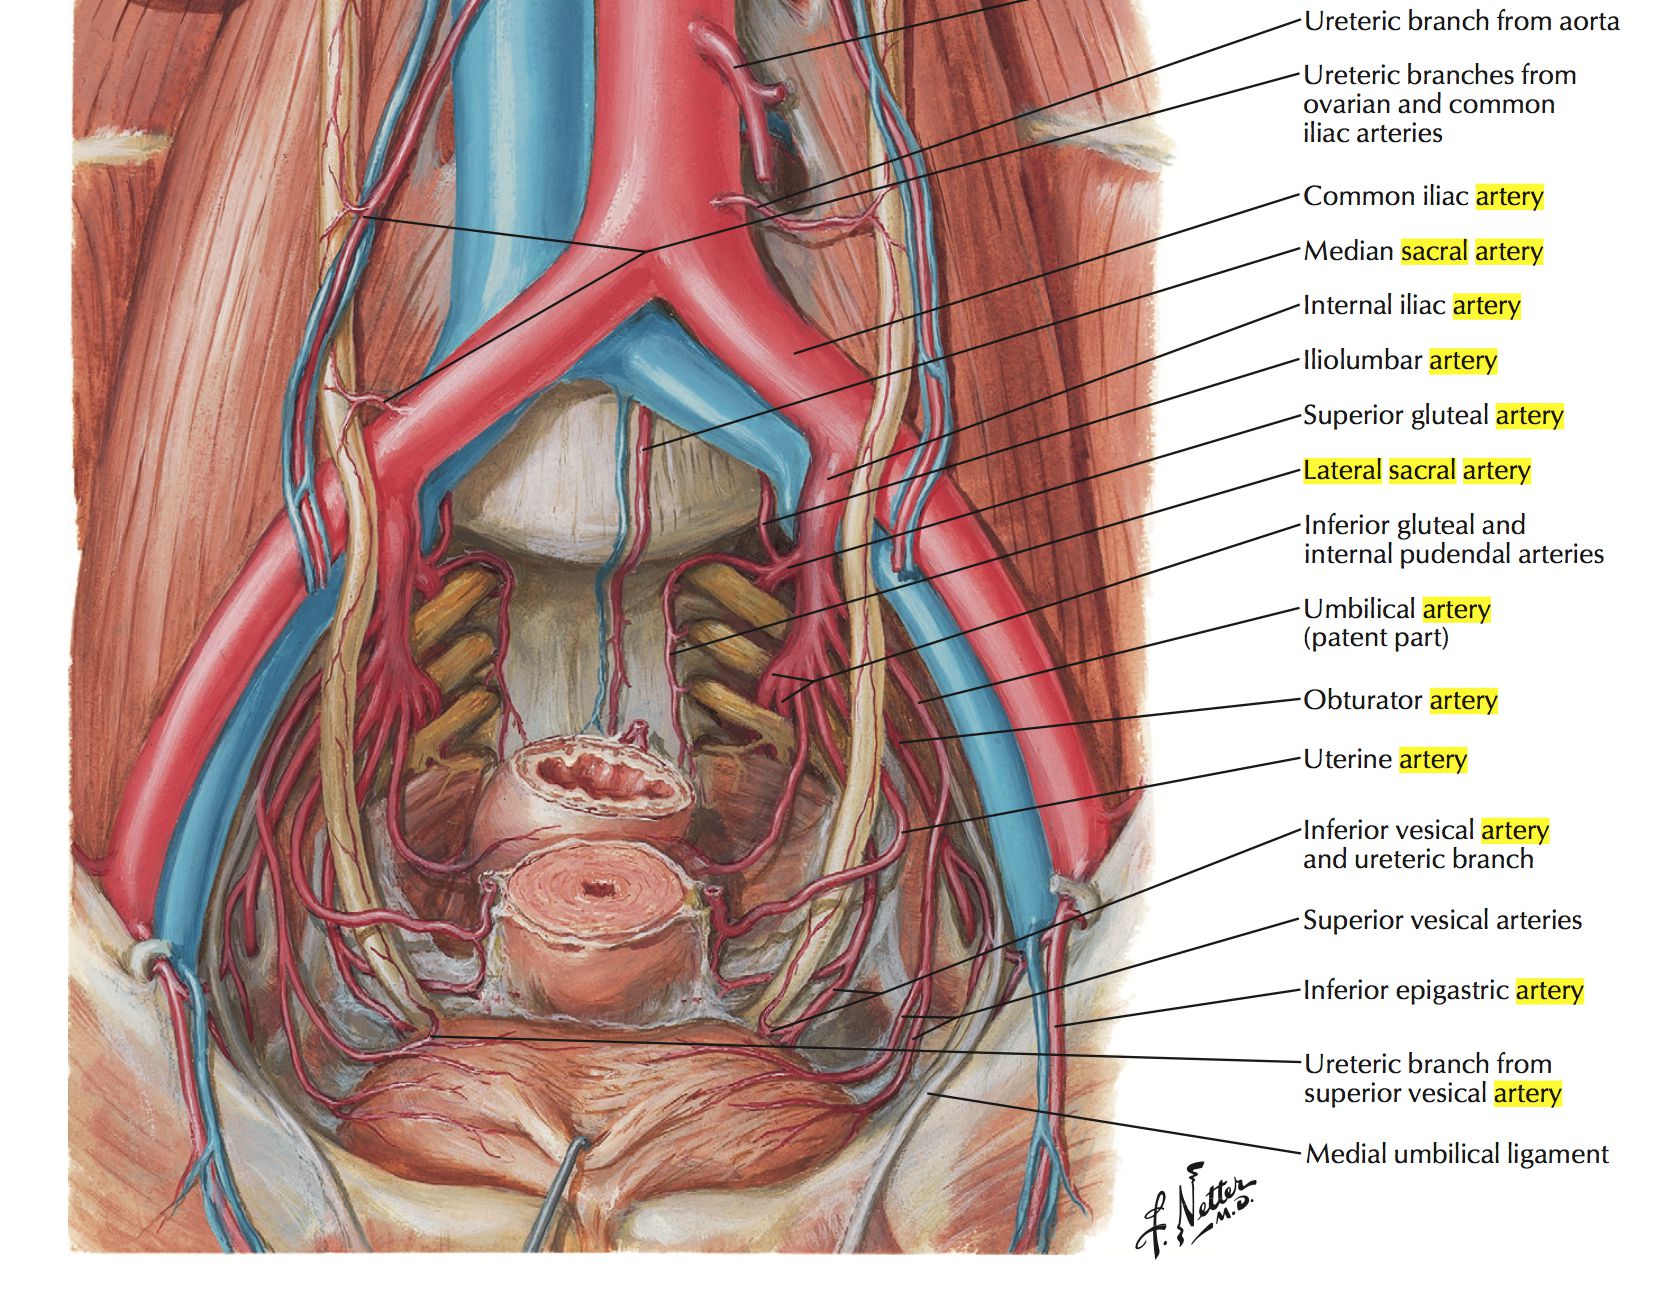 Ureteric branch from aorta
Ureteric branches from
ovarian and common
iliac arteries
Common iliac artery
Median sacral artery
Internal iliac artery
Iliolumbar artery
Superior gluteal artery
Lateral sacral artery
Inferior gluteal and
internal pudendal arteries
Umbilical artery
(patent part)
Obturator artery
Uterine artery
Inferior vesical artery
and ureteric branch
Superior vesical arteries
Inferior epigastric artery
Ureteric branch from
superior vesical artery
Medial umbilical ligament
F. Netter
M.D.